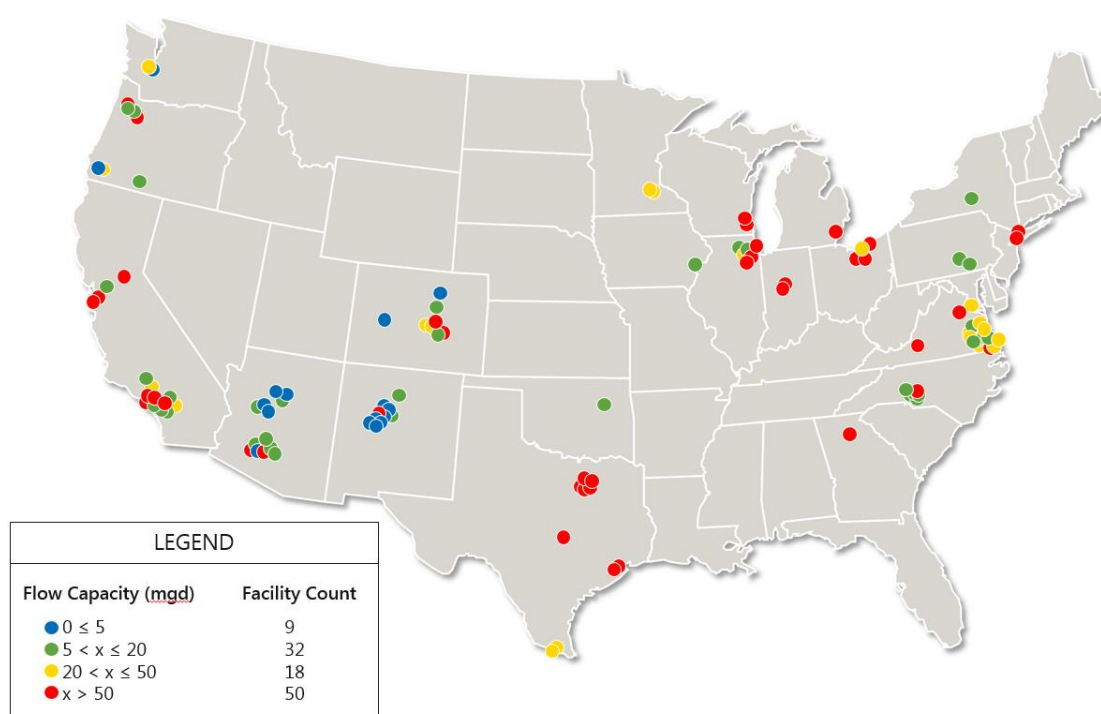 LEGEND
Flow Capacity (mgd) Facility Count
0 ≤ 5 9
5 < x ≤ 20 32
20 < x ≤ 50 18
x > 50 50